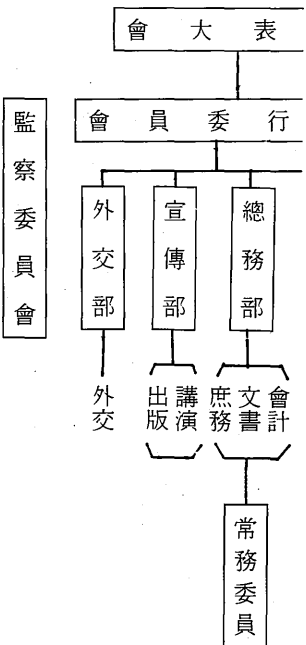 表大會
行委員會
總務部
宣傳部
外交部
監察委員會
會計
文書
庶務
講演
出版
外交
常務委員